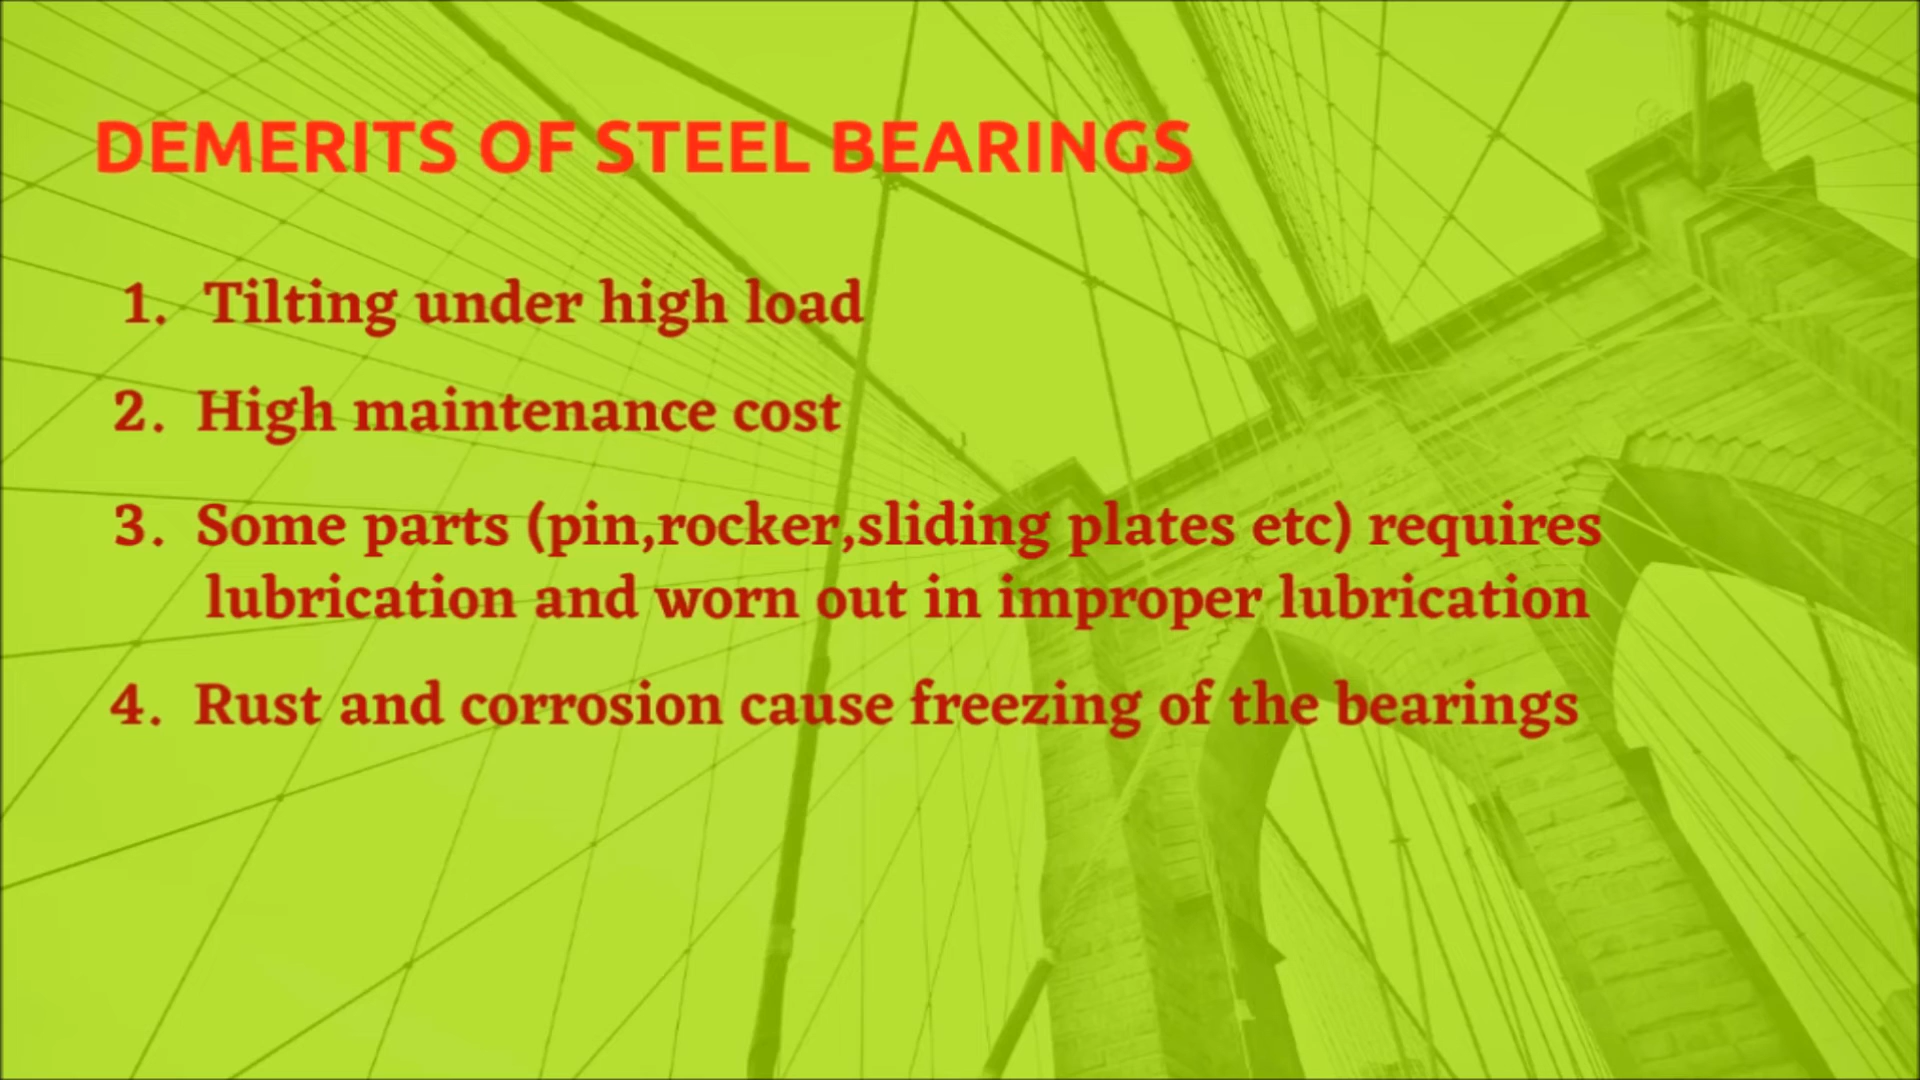 DEMERITS OF STEEL BEARINGS
1. Tilting under high load
2. High maintenance cost
3. Some parts (pin,rocker,sliding plates etc) requires
lubrication and worn out in improper lubrication
4. Rust and corrosion cause freezing of the bearings